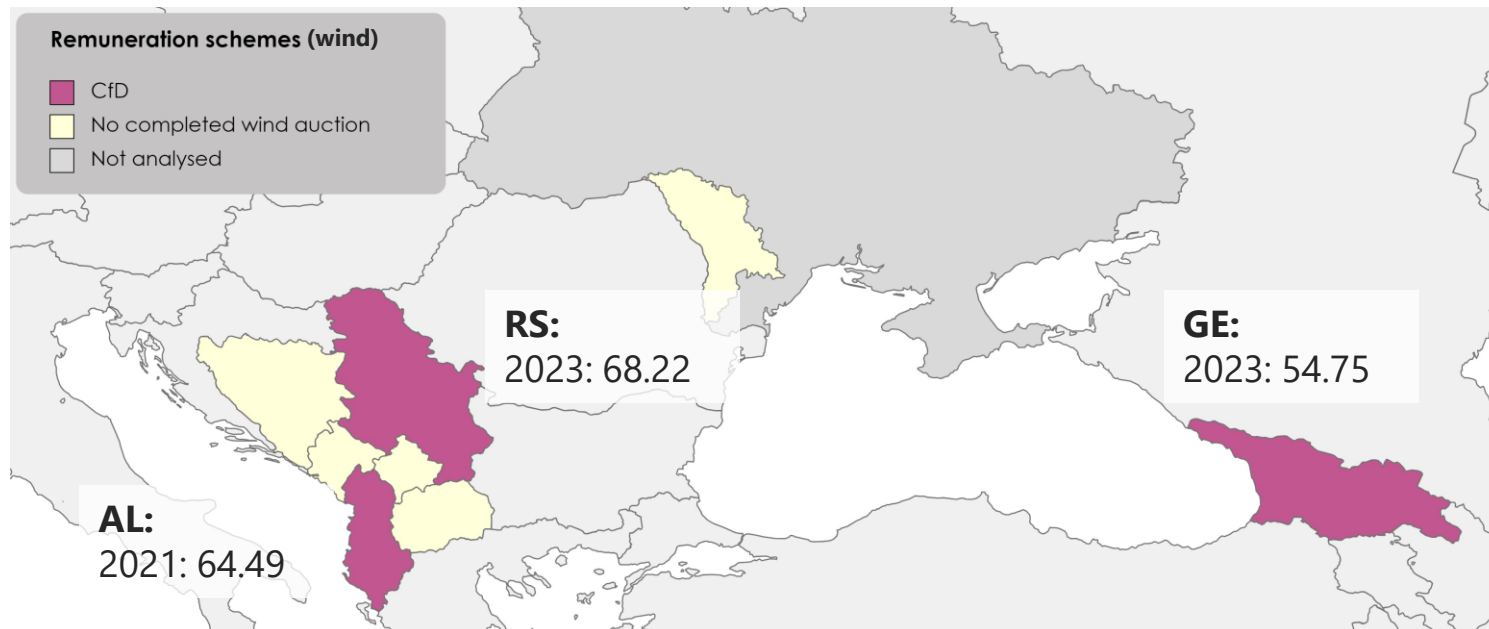 Remuneration schemes (wind)
CfD
No completed wind auction
Not analysed
RS:
2023: 68.22
GE:
2023: 54.75
AL:
2021: 64.49